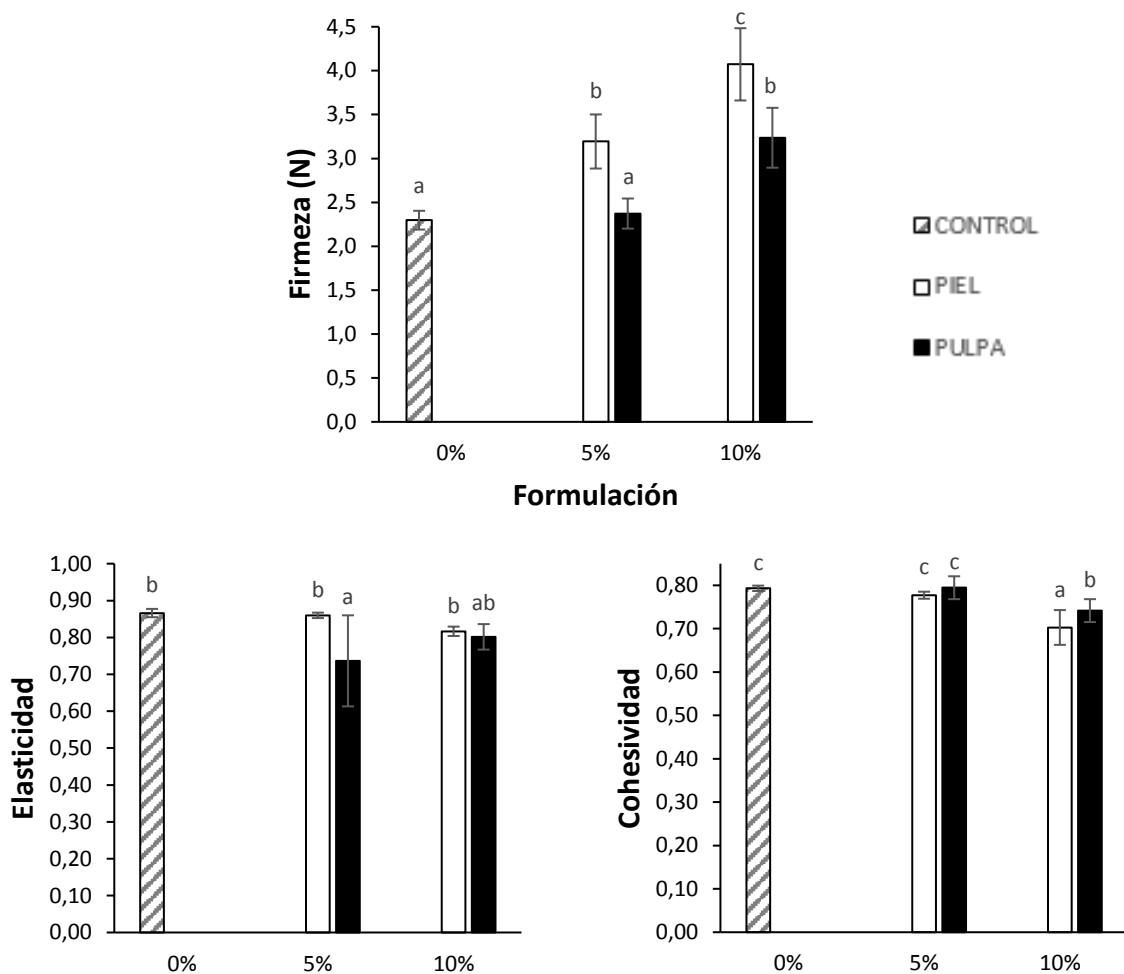 4,5
4,0
3,5
3,0
2,5
2,0
1,5
1,0
0,5
0,0
Firmeza (N)
a
b
a
c
b
0%
5%
10%
Formulación
CONTROL
PIEL
PULPA
1,00
0,90
0,80
0,70
0,60
0,50
0,40
0,30
0,20
0,10
0,00
Elasticidad
b
b
a
b
ab
0%
5%
10%
0,80
0,70
0,60
0,50
0,40
0,30
0,20
0,10
0,00
Cohesividad
c
c
c
a
b
0%
5%
10%